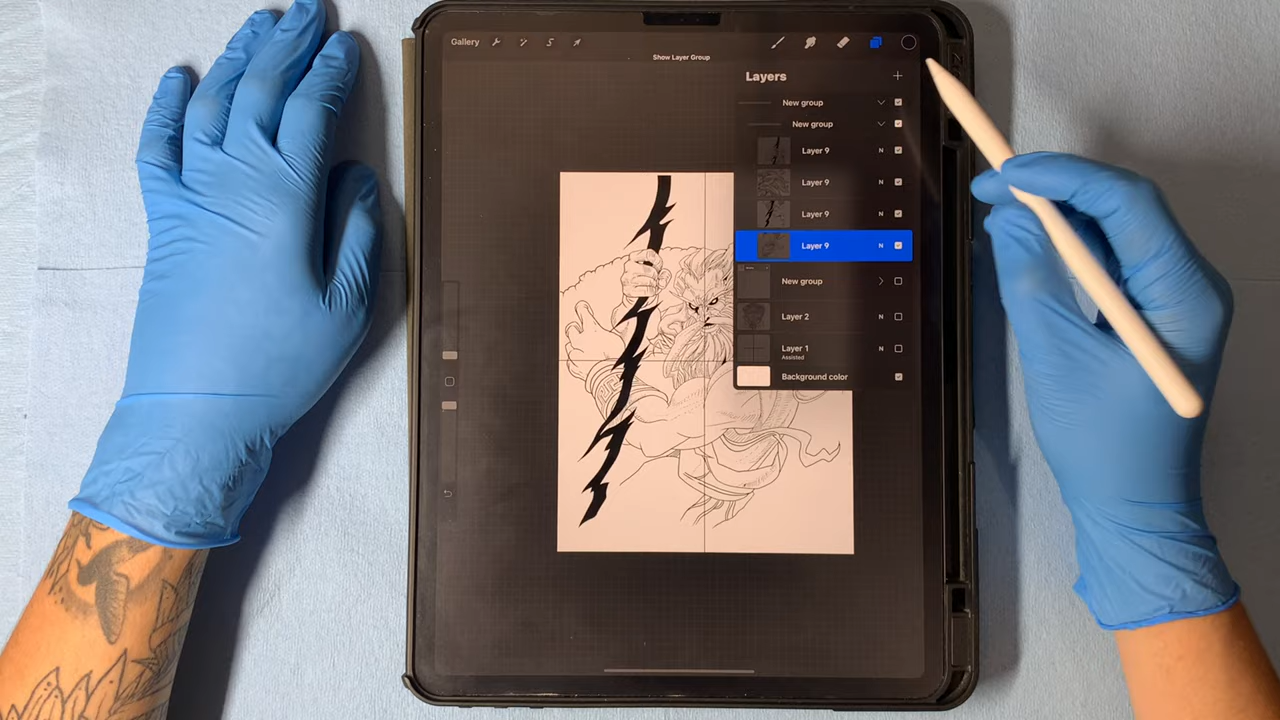 Gallery
Show Layer Group
Layers
New group
New group
Layer 9 N
Layer 9 N
Layer 9 N
Layer 9 N
New group
Layer 2 N
Layer 1 N
Assisted
Background color